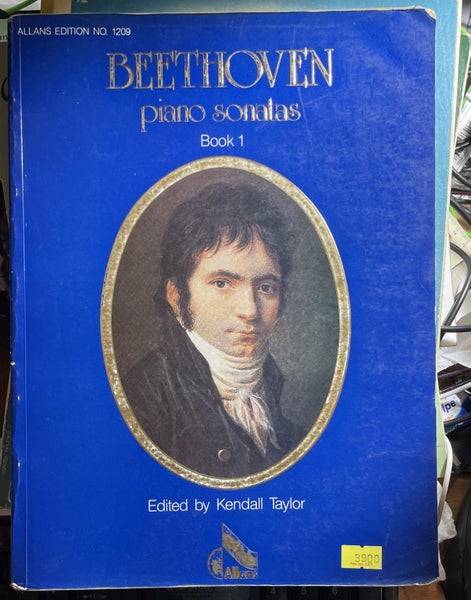 ALLANS EDITION NO. 1209
BEETHOVEN
piano sonatas
Book 1
Edited by Kendall Taylor
Allans
3900